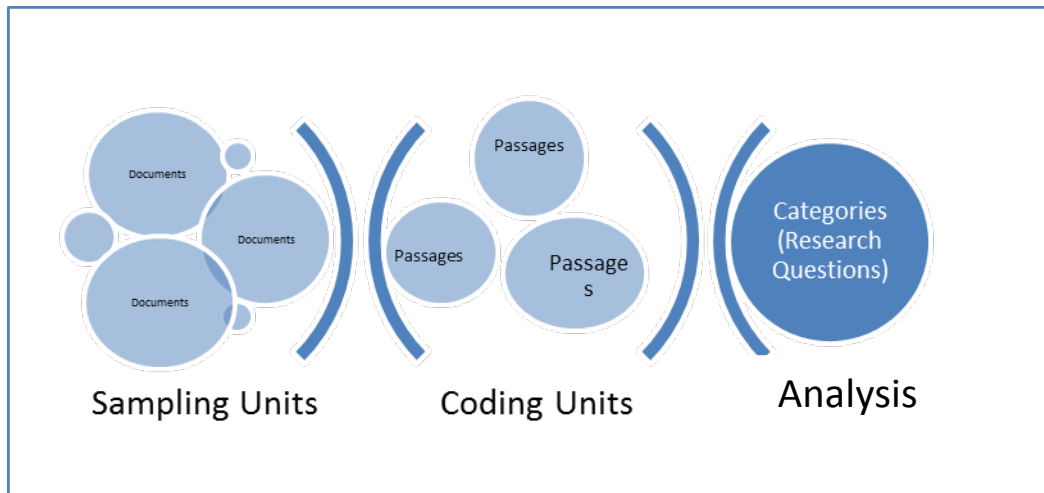 Documents
Documents
Documents
Sampling Units
Passages
Passages
Passage
s
Coding Units
Categories
(Research
Questions)
Analysis